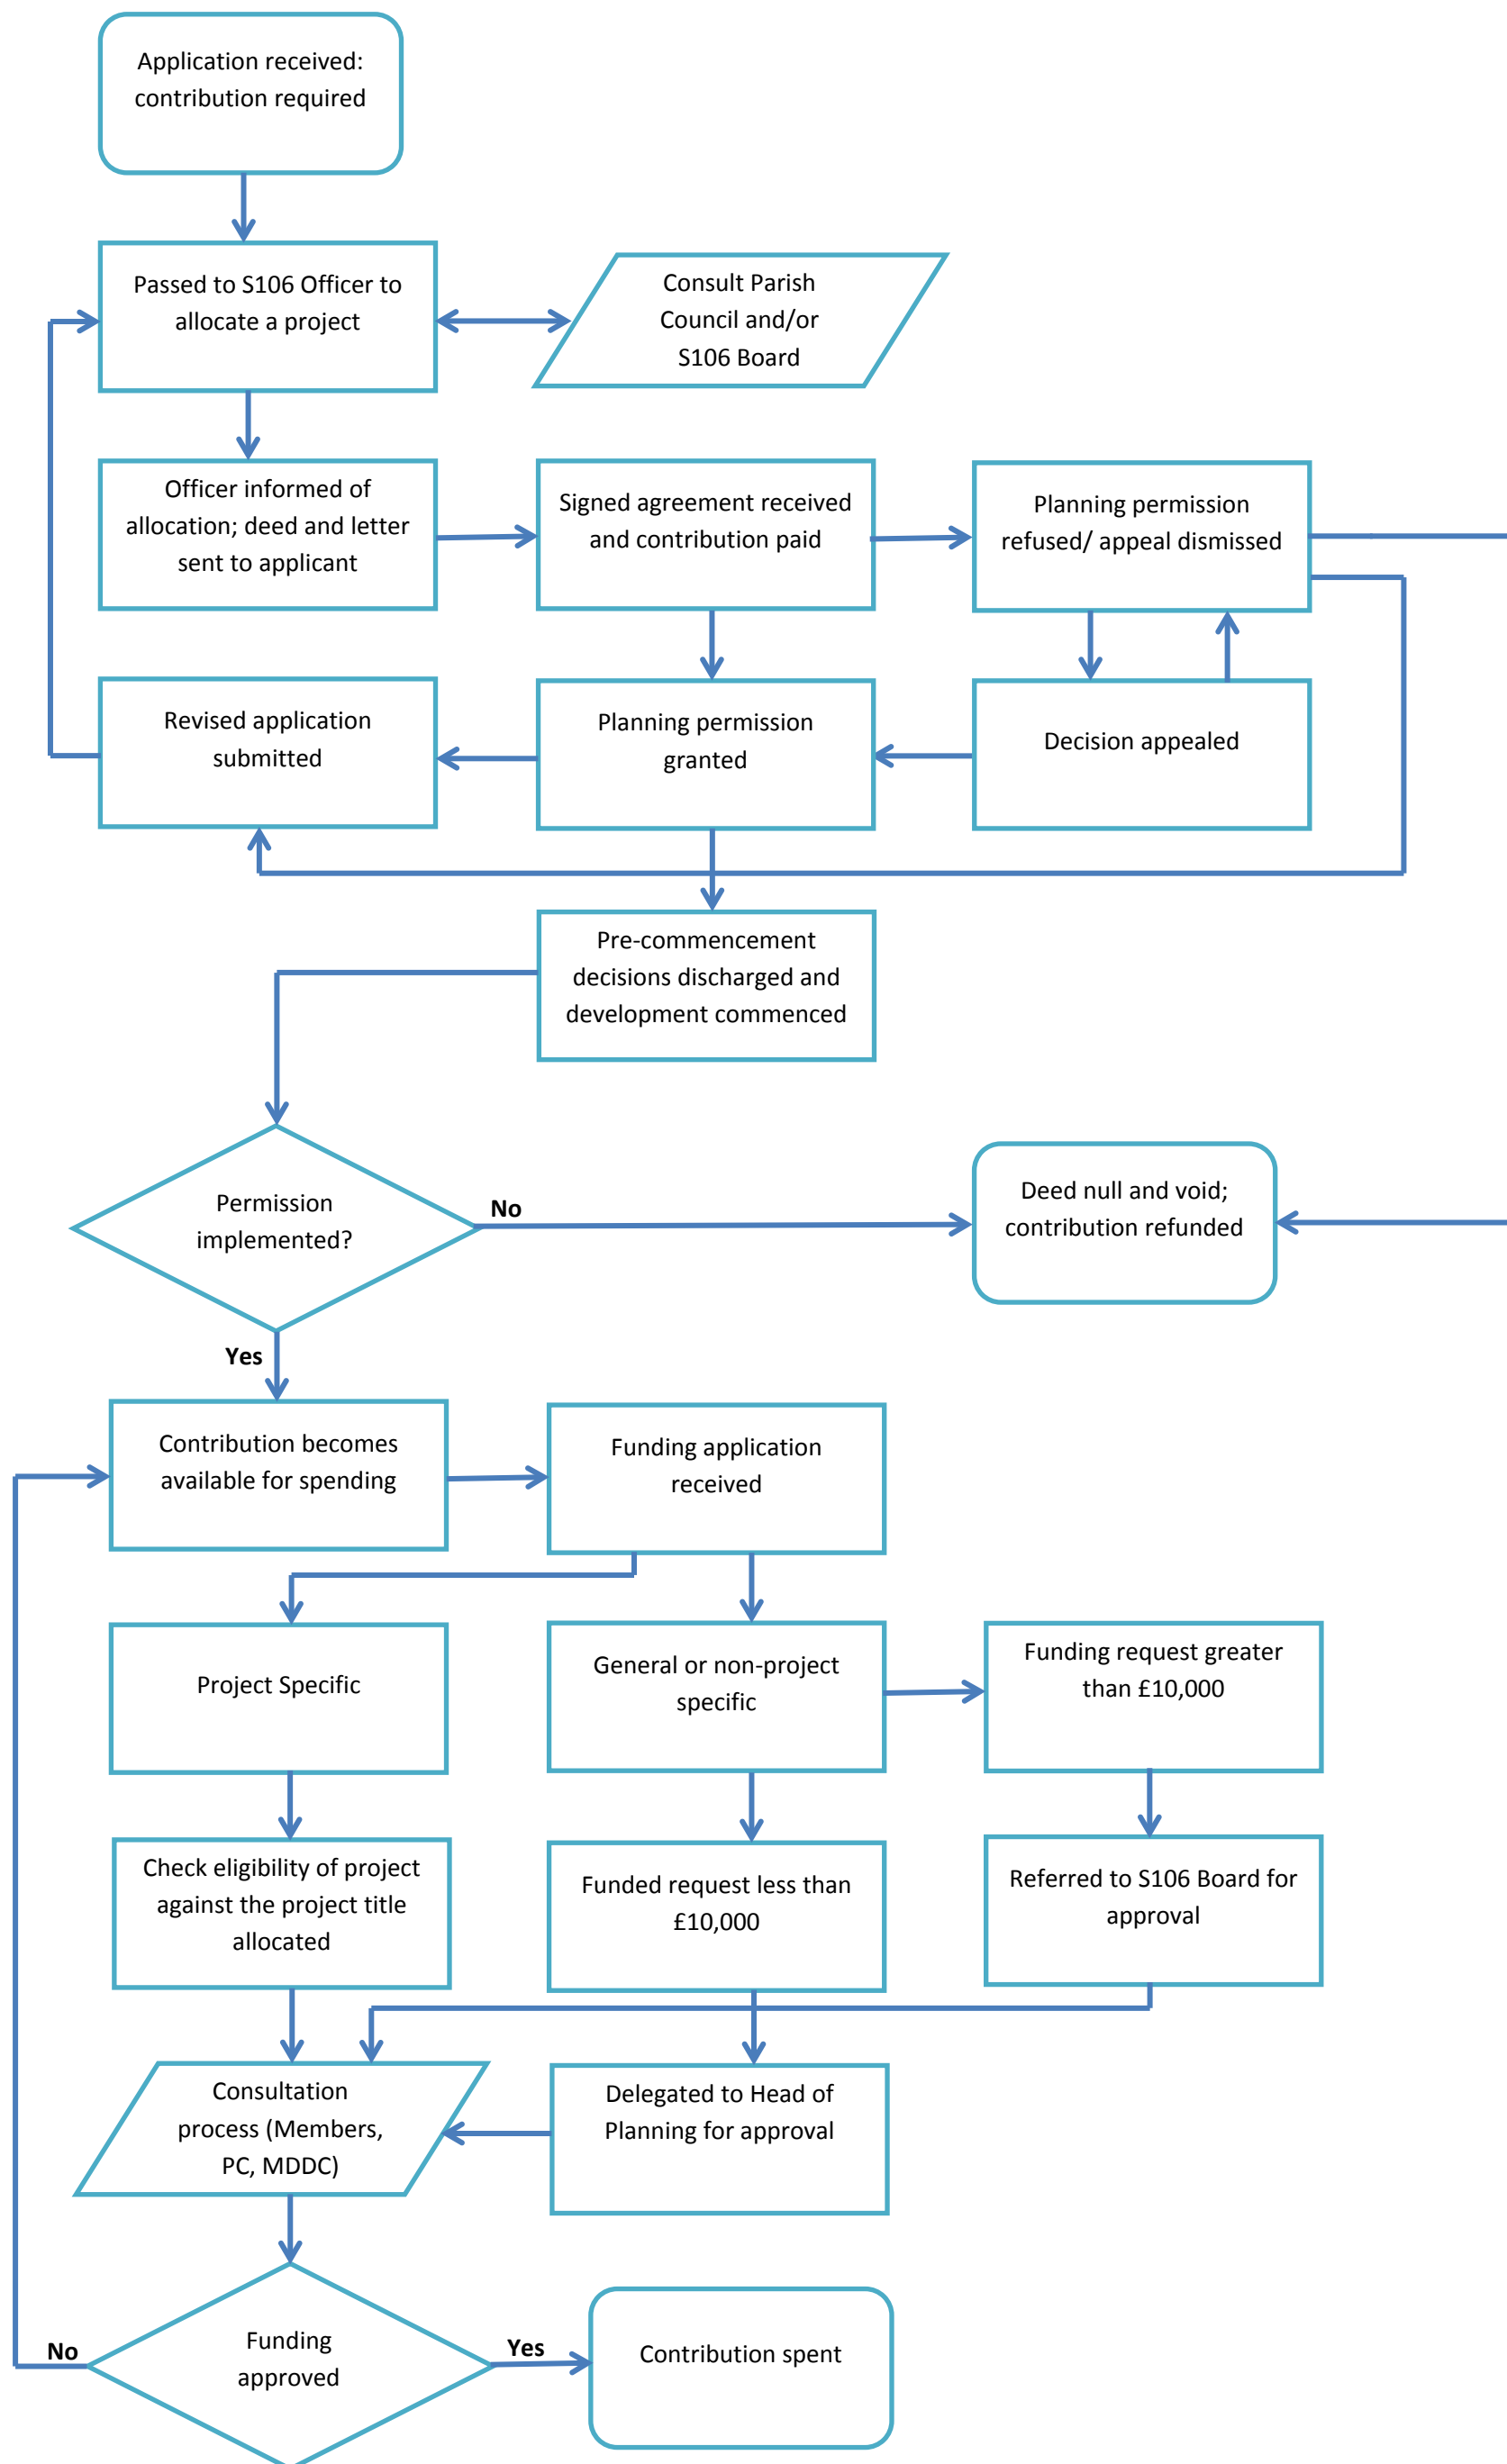 Application received:
contribution required
Passed to S106 Officer to
allocate a project
Consult Parish
Council and/or
S106 Board
Officer informed of
allocation; deed and letter
sent to applicant
Signed agreement received
and contribution paid
Planning permission
refused/ appeal dismissed
Revised application
submitted
Planning permission
granted
Decision appealed
Pre-commencement
decisions discharged and
development commenced
Permission
implemented?
No
Deed null and void;
contribution refunded
Yes
Contribution becomes
available for spending
Funding application
received
Project Specific
General or non-project
specific
Funding request greater
than £10,000
Check eligibility of project
against the project title
allocated
Funded request less than
£10,000
Referred to S106 Board for
approval
Consultation
process (Members,
PC, MDDC)
Delegated to Head of
Planning for approval
No
Funding
approved
Yes
Contribution spent